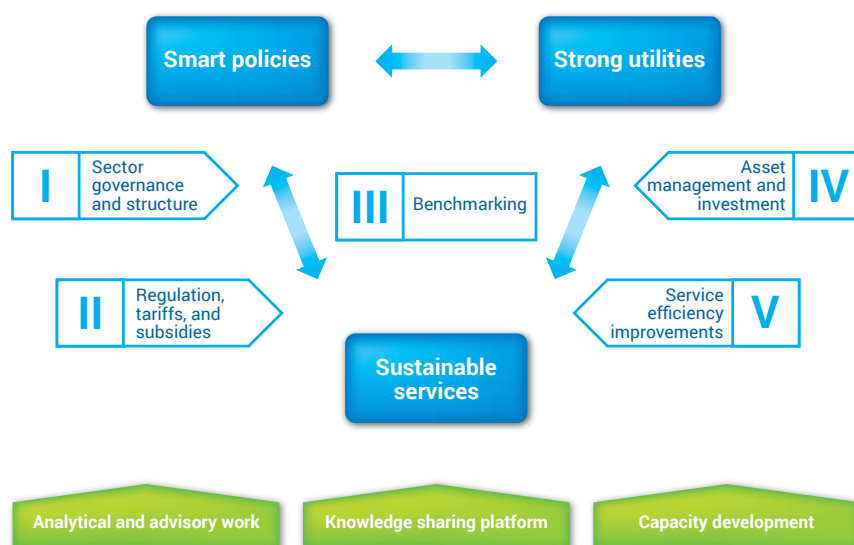 Smart policies
Strong utilities
I
Sector
governance
and structure
III
Benchmarking
Asset
management and
investment
IV
II
Regulation,
tariffs, and
subsidies
Service
efficiency
improvements
V
Sustainable
services
Analytical and advisory work
Knowledge sharing platform
Capacity development